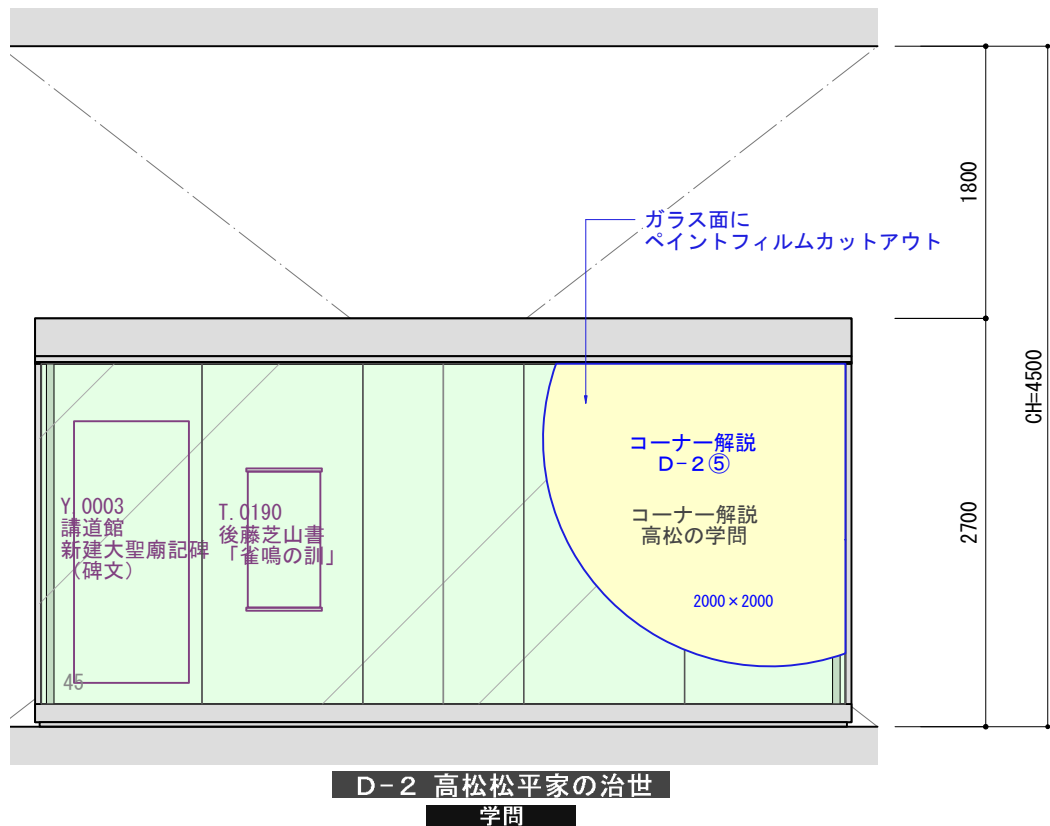 1800
CH=4500
2700
ガラス面に
ペイントフィルムカットアウト
コーナー解説
D-2⑤
コーナー解説
高松の学問
2000×2000
Y.0003
講道館
新建大聖廟記碑
（碑文）
T.0190
後藤芝山書
「雀鳴の訓」
45
D-2 高松松平家の治世
学問